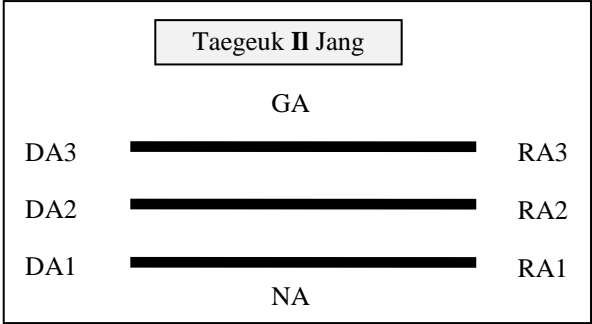 Taegeuk Il Jang
GA
DA3 RA3
DA2 RA2
DA1 RA1
NA